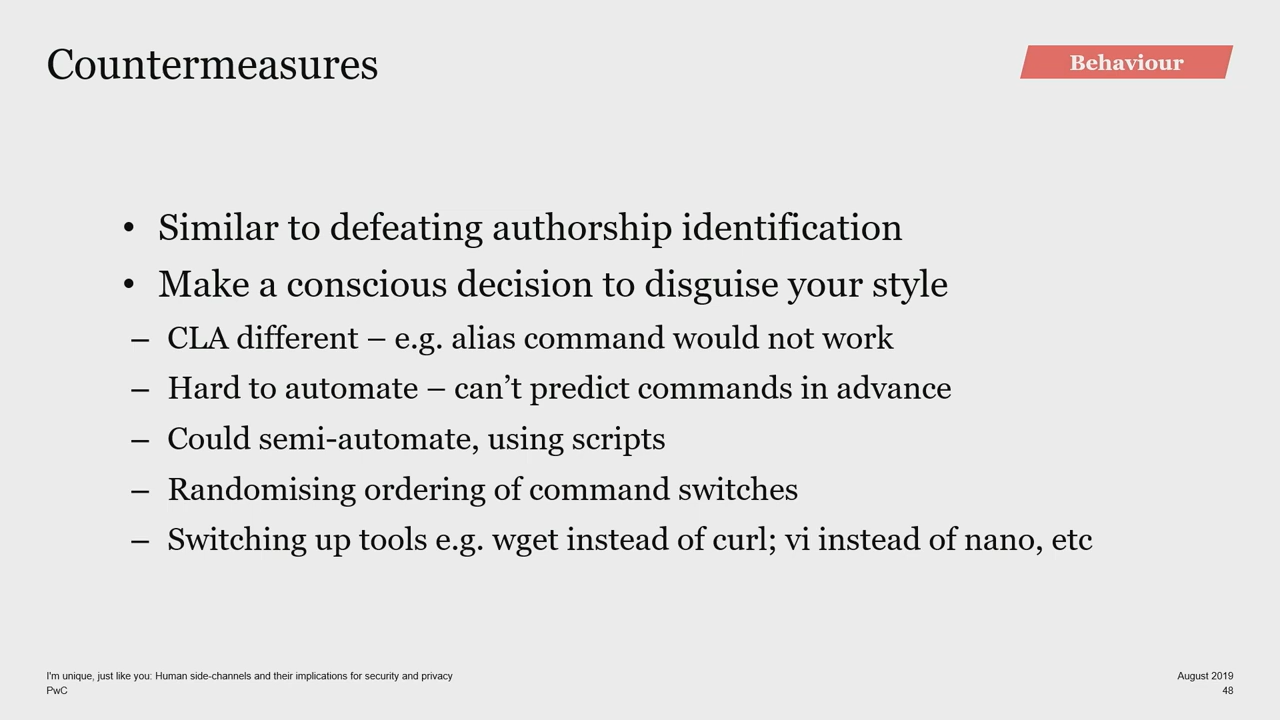 Countermeasures
Behaviour
• Similar to defeating authorship identification
• Make a conscious decision to disguise your style
– CLA different – e.g. alias command would not work
– Hard to automate – can’t predict commands in advance
– Could semi-automate, using scripts
– Randomising ordering of command switches
– Switching up tools e.g. wget instead of curl; vi instead of nano, etc
I'm unique, just like you: Human side-channels and their implications for security and privacy
PwC
August 2019
48